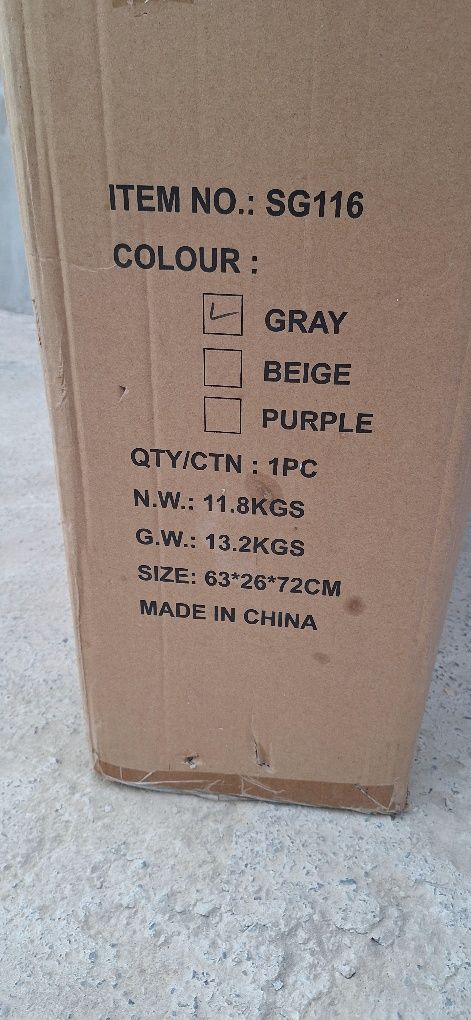 ITEM NO.: SG116
COLOUR :
GRAY
BEIGE
PURPLE
QTY/CTN : 1PC
N.W.: 11.8KGS
G.W.: 13.2KGS
SIZE: 63*26*72CM
MADE IN CHINA